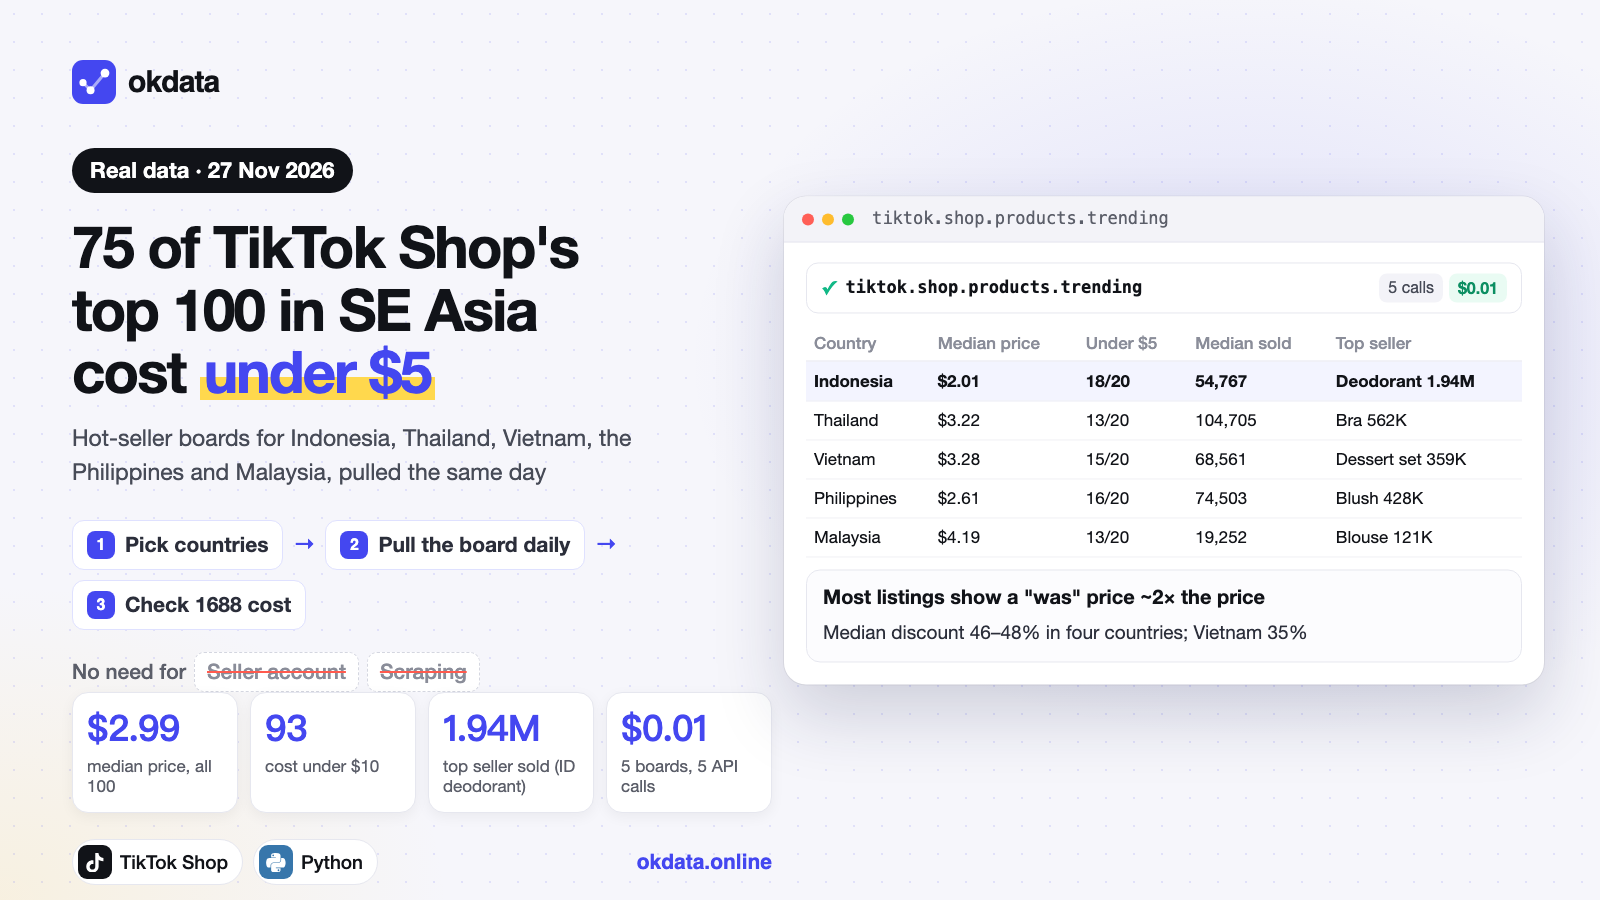 okdata
Real data · 27 Nov 2026
75 of TikTok Shop's
top 100 in SE Asia
cost under $5
Hot-seller boards for Indonesia, Thailand, Vietnam, the
Philippines and Malaysia, pulled the same day
1 Pick countries → 2 Pull the board daily →
3 Check 1688 cost
No need for Seller account Scraping
$2.99 93 1.94M $0.01
median price, all cost under $10 top seller sold (ID 5 boards, 5 API
100 deodorant) calls
TikTok Shop Python okdata.online
tiktok.shop.products.trending
✓ tiktok.shop.products.trending 5 calls $0.01
Country Median price Under $5 Median sold Top seller
Indonesia $2.01 18/20 54,767 Deodorant 1.94M
Thailand $3.22 13/20 104,705 Bra 562K
Vietnam $3.28 15/20 68,561 Dessert set 359K
Philippines $2.61 16/20 74,503 Blush 428K
Malaysia $4.19 13/20 19,252 Blouse 121K
Most listings show a "was" price ~2× the price
Median discount 46–48% in four countries; Vietnam 35%